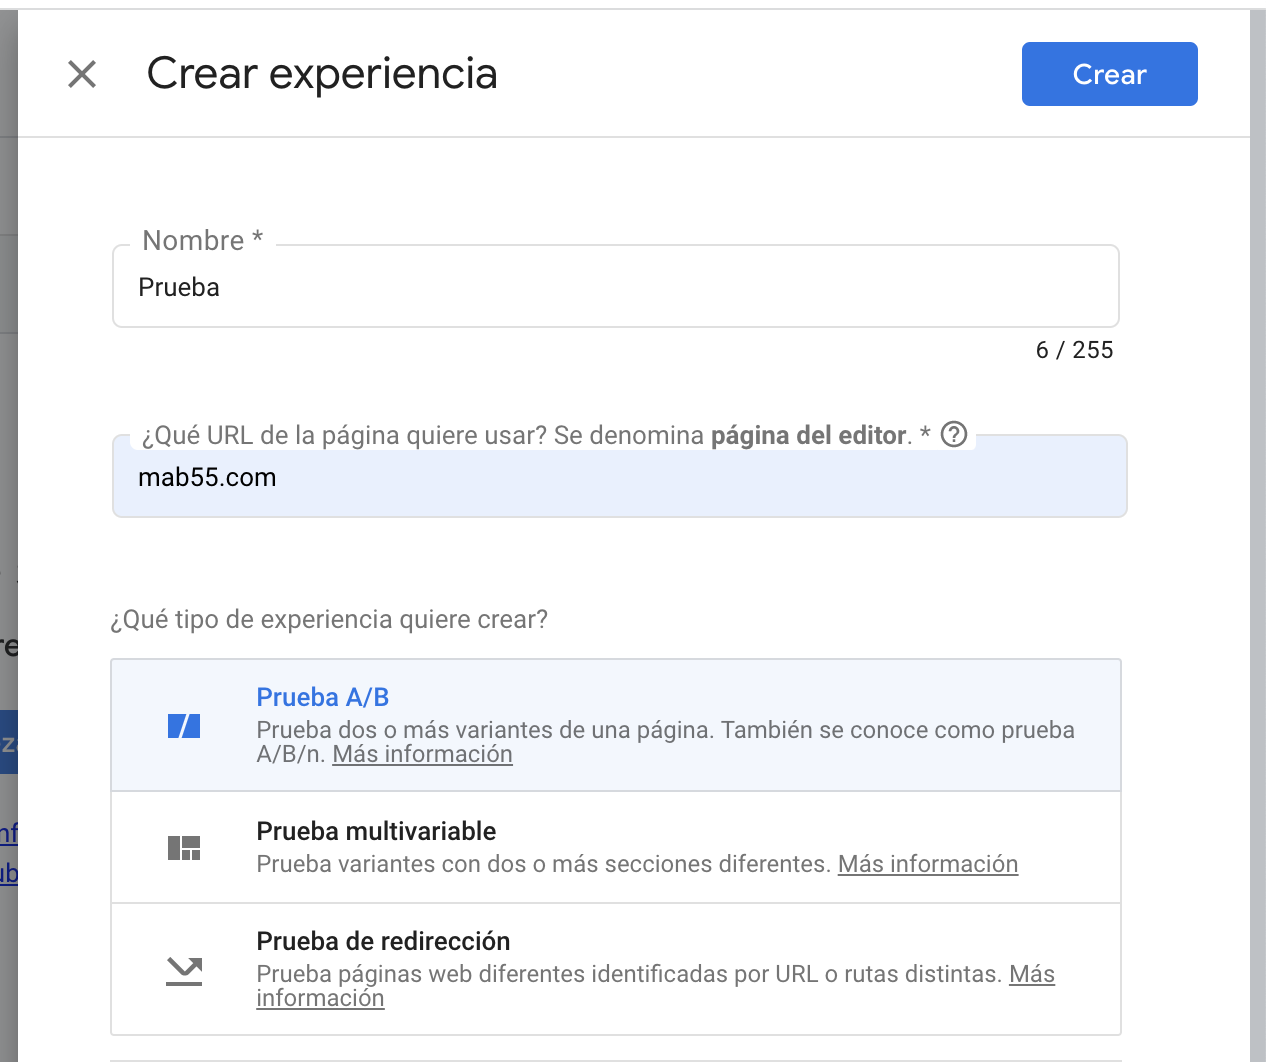 Crear experiencia
Crear
Nombre *
Prueba
6 / 255
¿Qué URL de la página quiere usar? Se denomina página del editor. *
mab55.com
¿Qué tipo de experiencia quiere crear?
Prueba A/B
Prueba dos o más variantes de una página. También se conoce como prueba
A/B/n. Más información
Prueba multivariable
Prueba variantes con dos o más secciones diferentes. Más información
Prueba de redirección
Prueba páginas web diferentes identificadas por URL o rutas distintas. Más
información